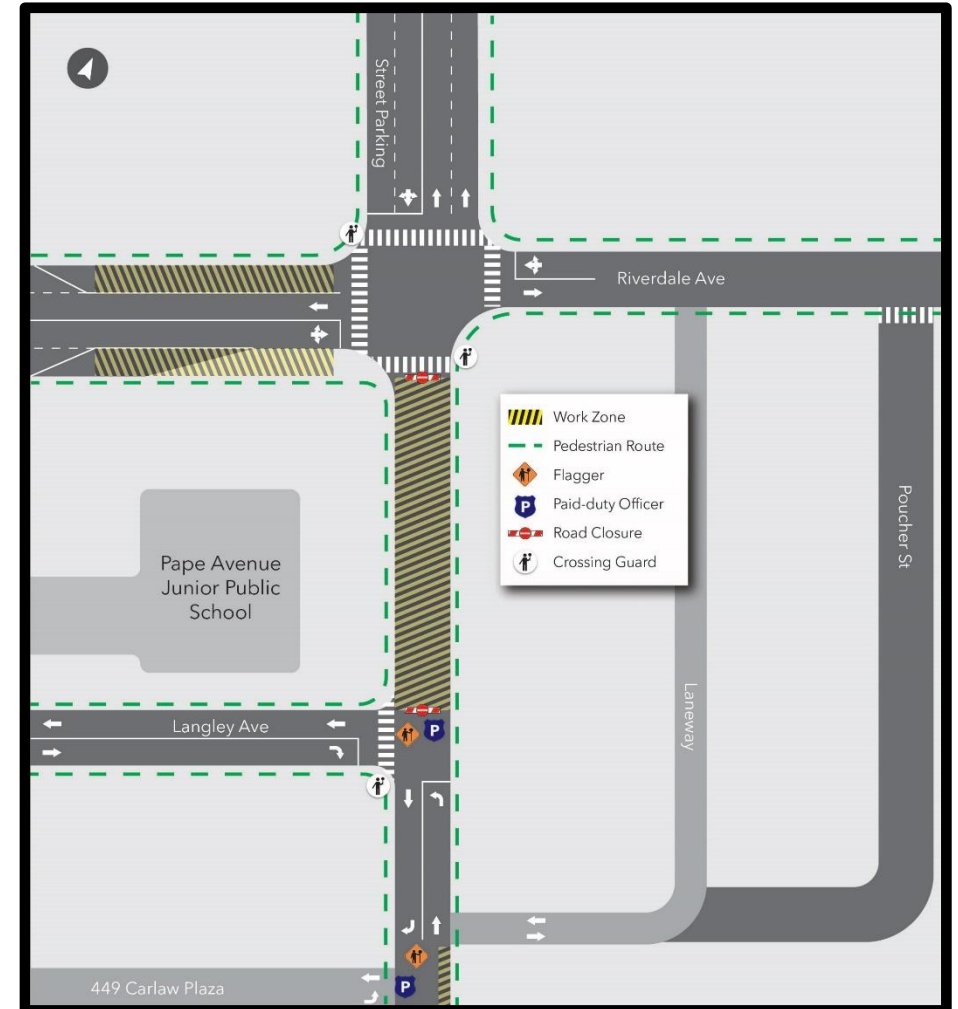 Street Parking
Riverdale Ave
Work Zone
Pedestrian Route
Flagger
P
Paid-duty Officer
Road Closure
Crossing Guard
Poucher St
Pape Avenue
Junior Public
School
Laneway
Langley Ave
P
449 Carlaw Plaza
P